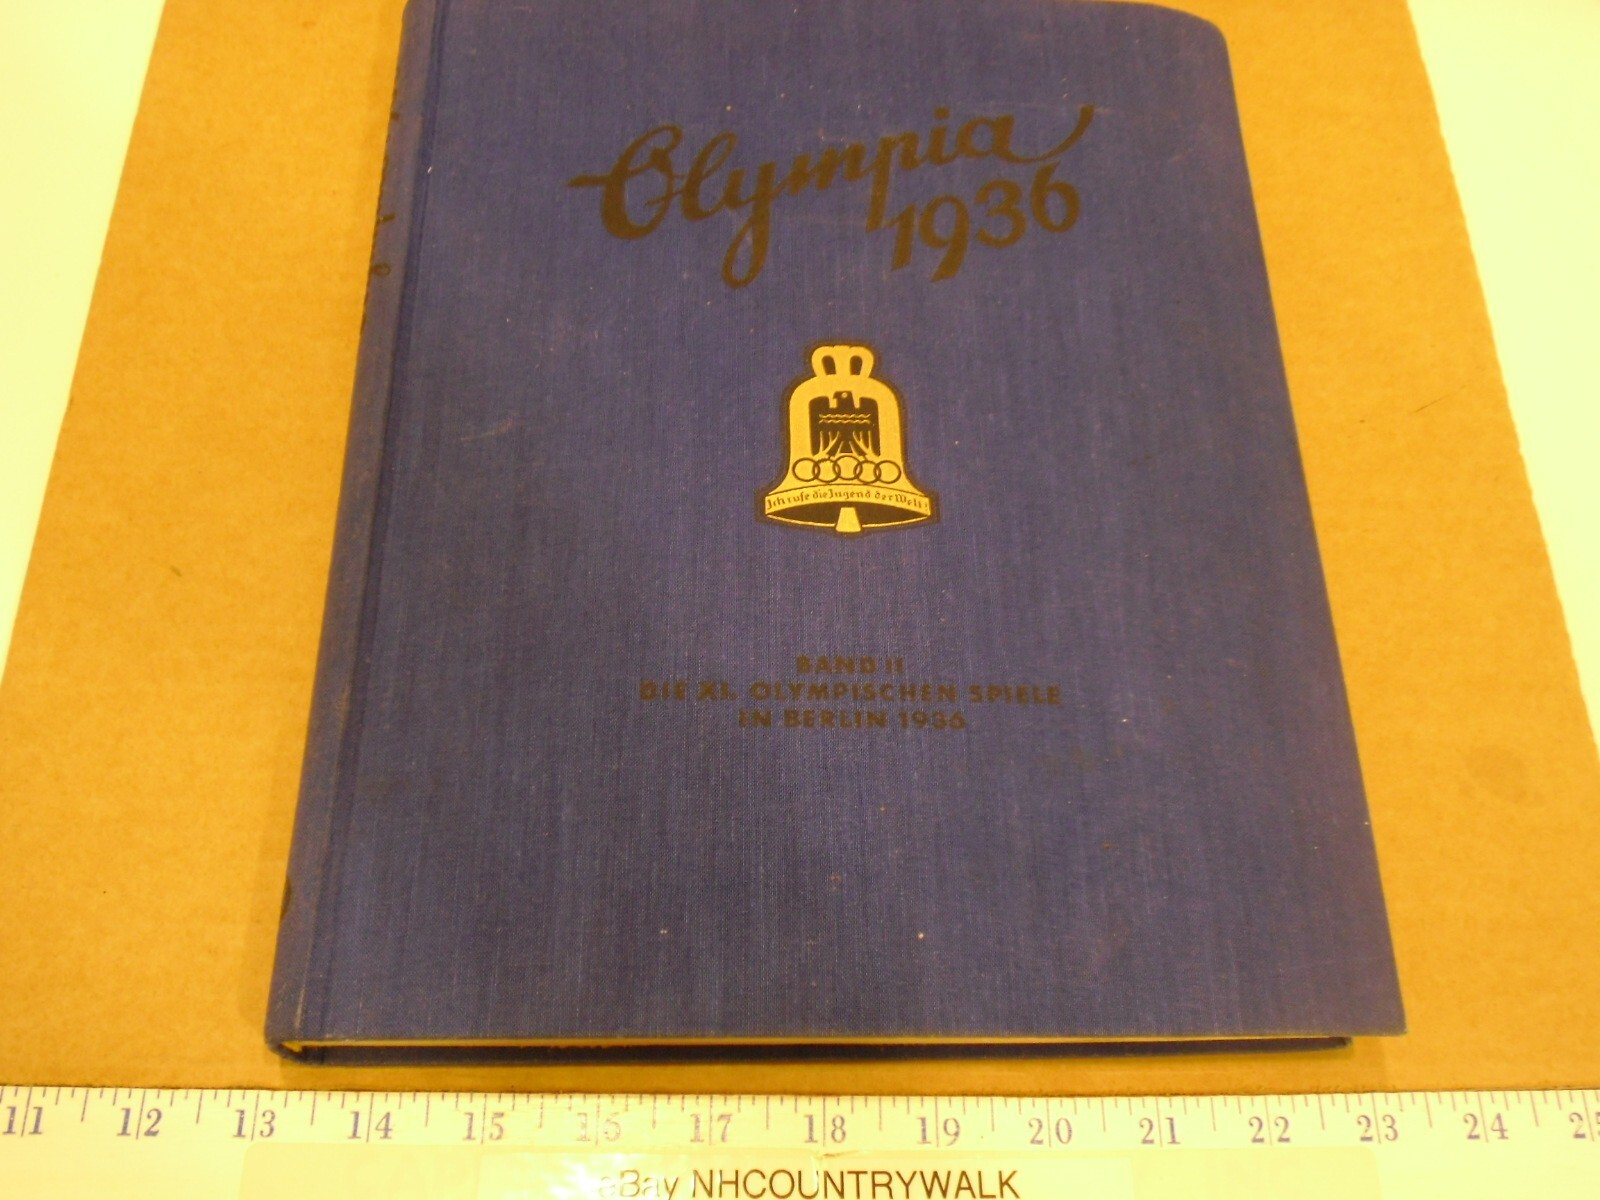 Olympia
1936
Ich rufe die Jugend der Welt!
BAND II
DIE XI. OLYMPISCHEN SPIELE
IN BERLIN 1936
11 12 13 14 15 16 17 18 19 20 21 22 23 24 25
eBay NHCOUNTRYWALK